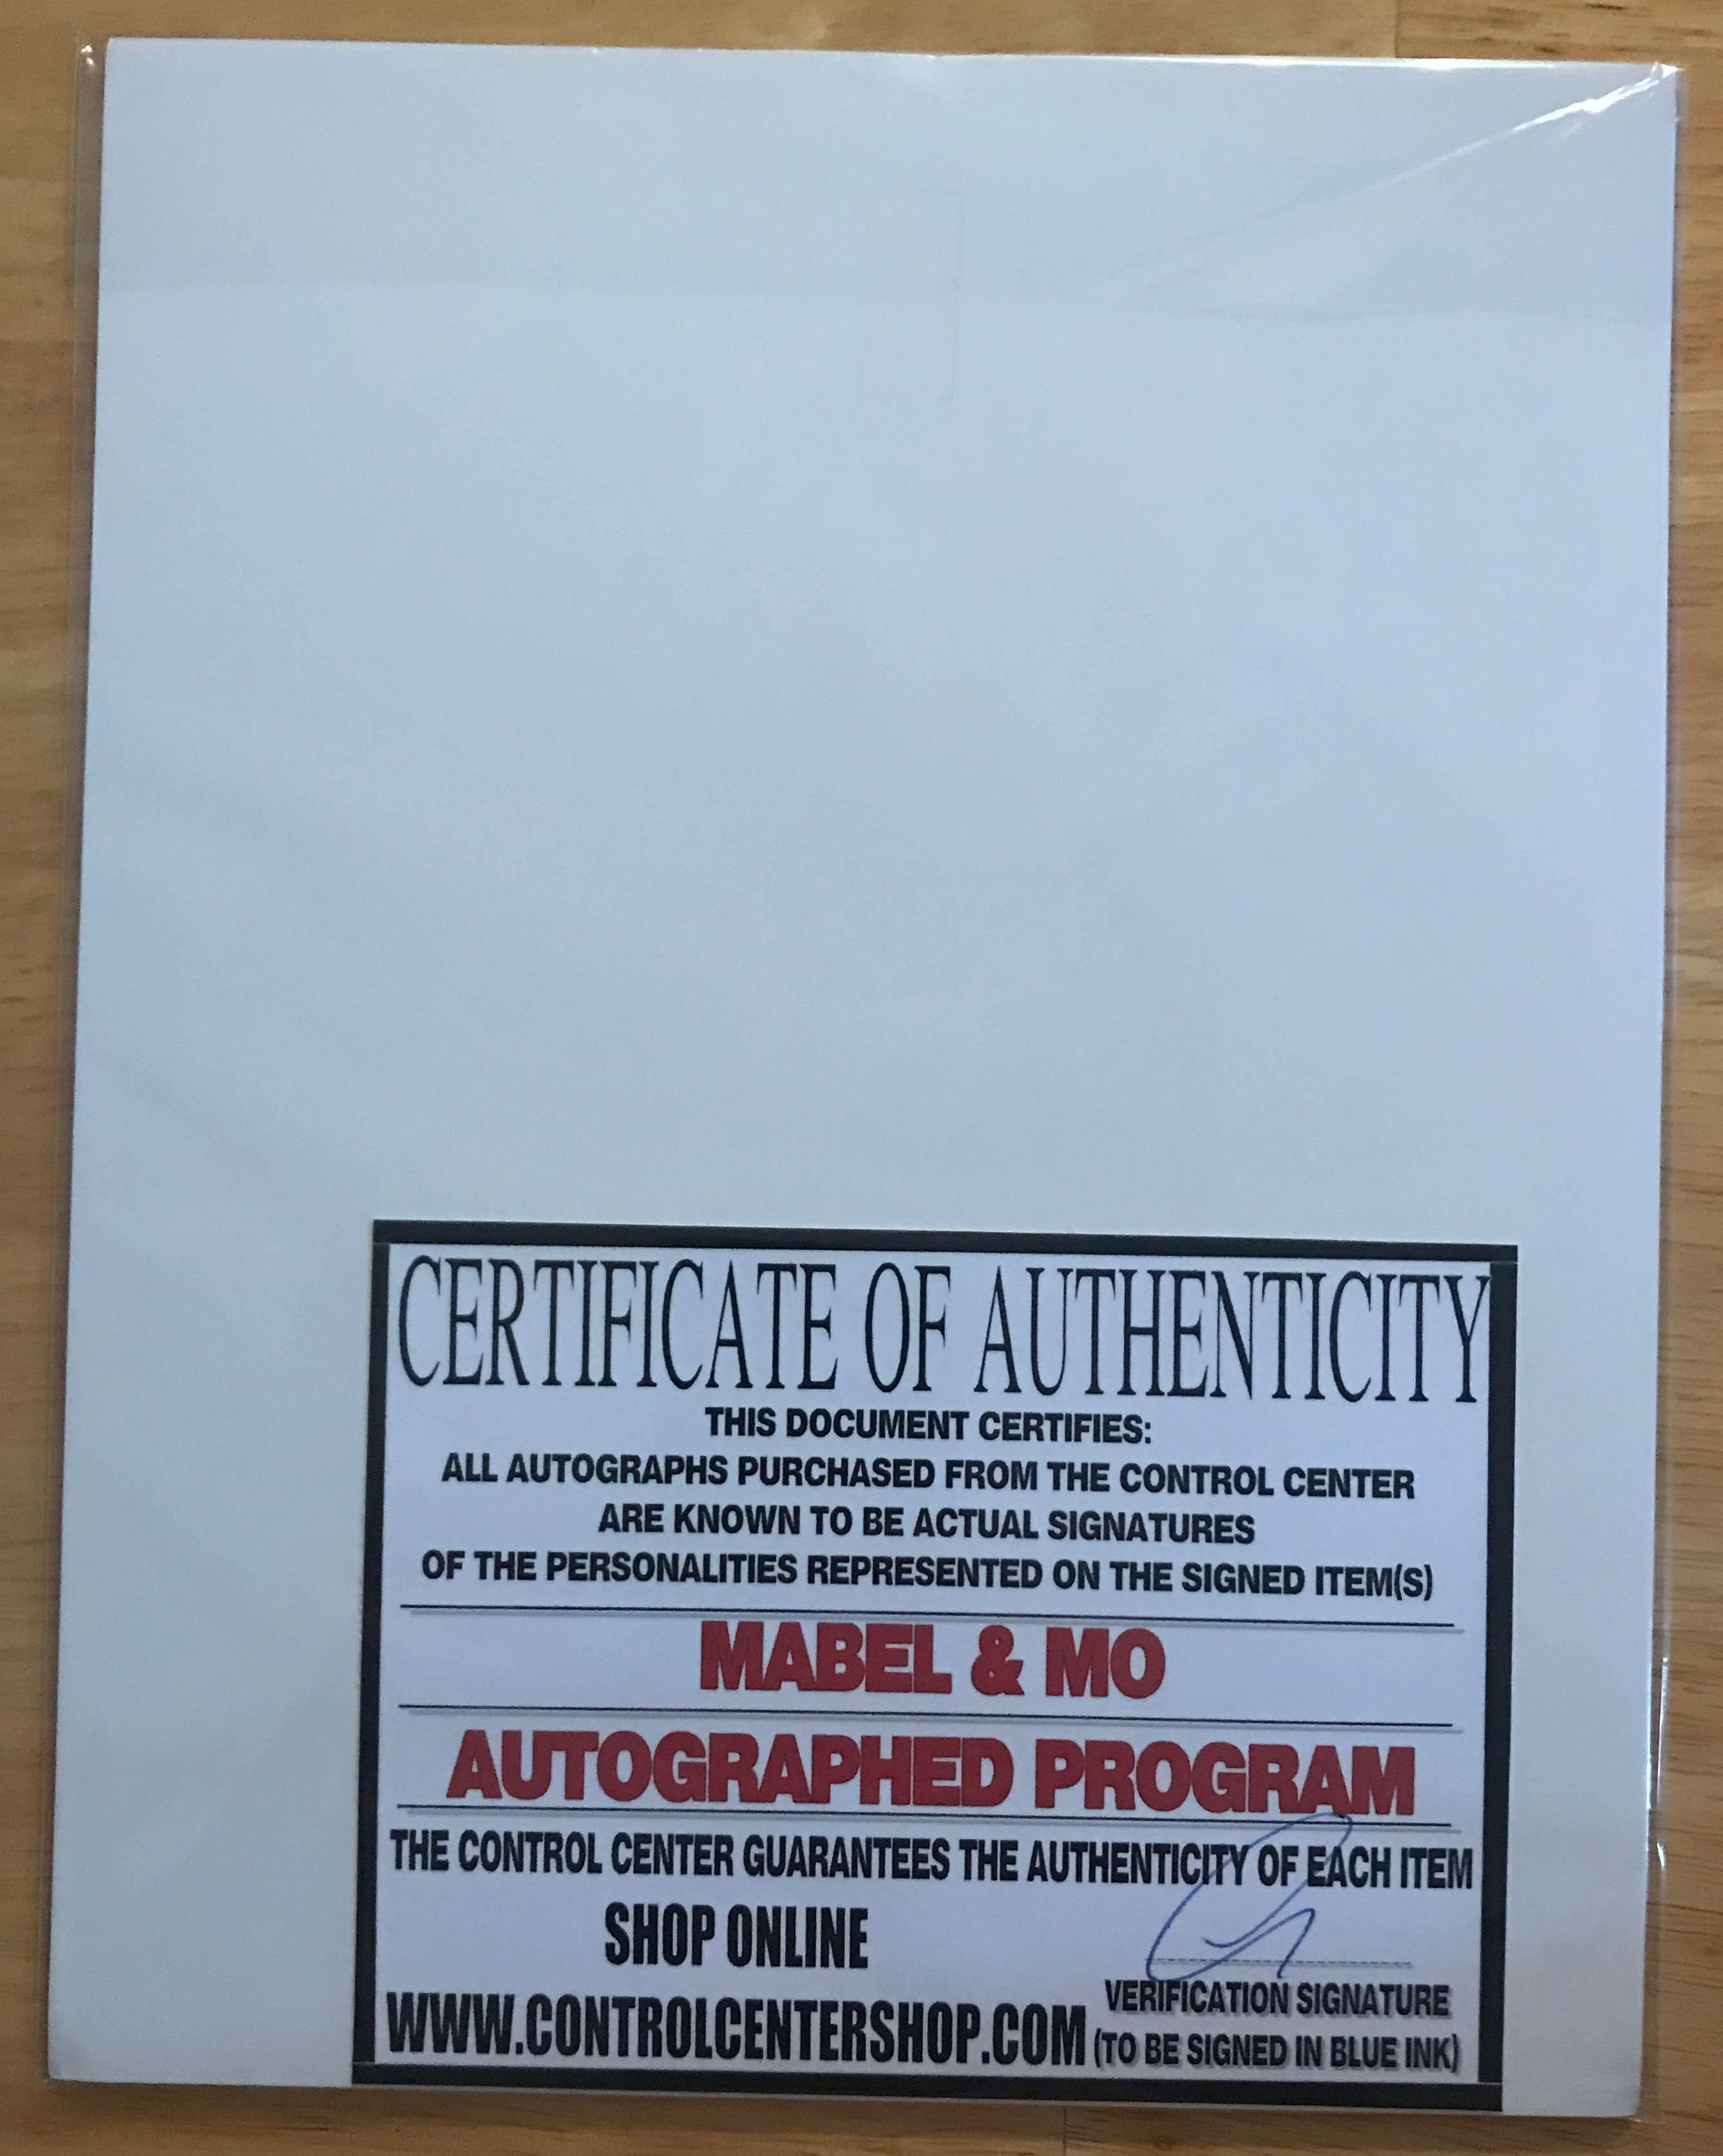 CERTIFICATE OF AUTHENTICITY
THIS DOCUMENT CERTIFIES:
ALL AUTOGRAPHS PURCHASED FROM THE CONTROL CENTER
ARE KNOWN TO BE ACTUAL SIGNATURES
OF THE PERSONALITIES REPRESENTED ON THE SIGNED ITEM(S)
MABEL & MO
AUTOGRAPHED PROGRAM
THE CONTROL CENTER GUARANTEES THE AUTHENTICITY OF EACH ITEM
SHOP ONLINE
WWW.CONTROLCENTERSHOP.COM
VERIFICATION SIGNATURE
(TO BE SIGNED IN BLUE INK)